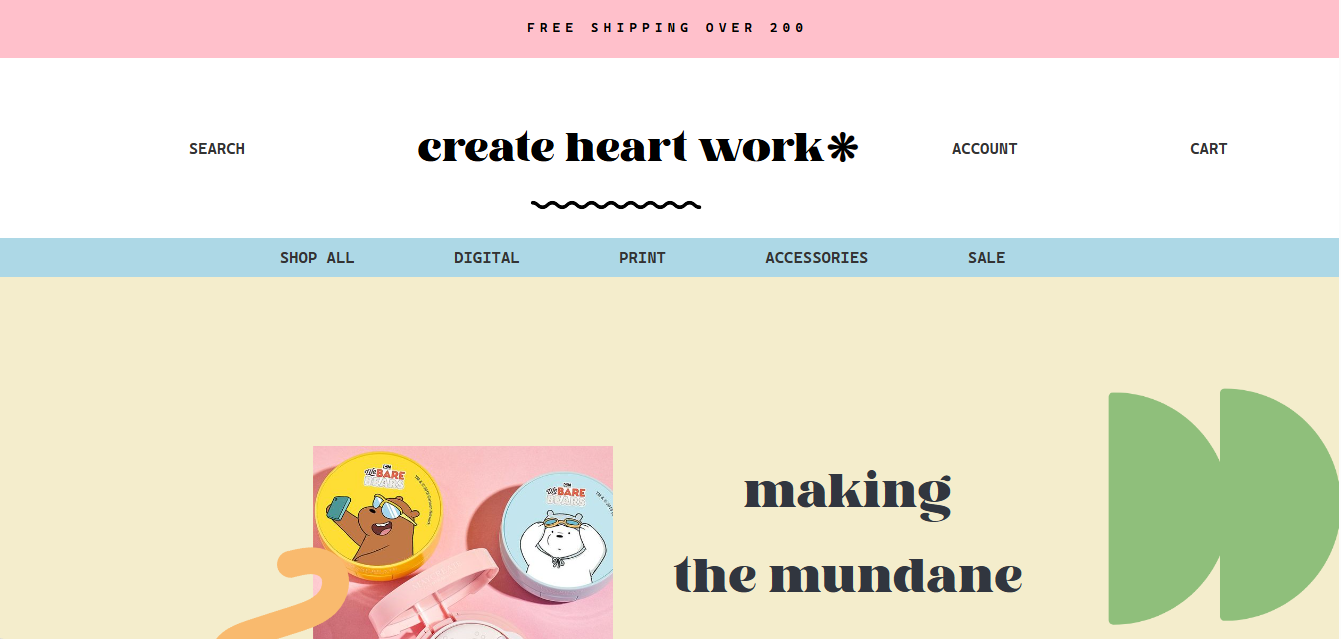 FREE SHIPPING OVER 200
SEARCH
create heart work
ACCOUNT
CART
SHOP ALL
DIGITAL
PRINT
ACCESSORIES
SALE
We BARE
BEARS
We BARE
BEARS
making
the mundane